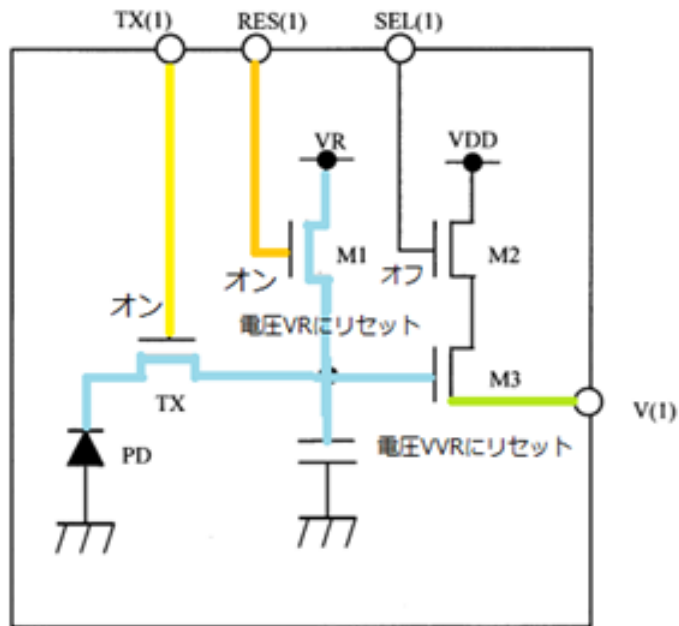 TX(1)
RES(1)
SEL(1)
VR
VDD
M1
M2
オン
オフ
オン
電圧VRにリセット
M3
TX
V(1)
電圧VVRにリセット
PD